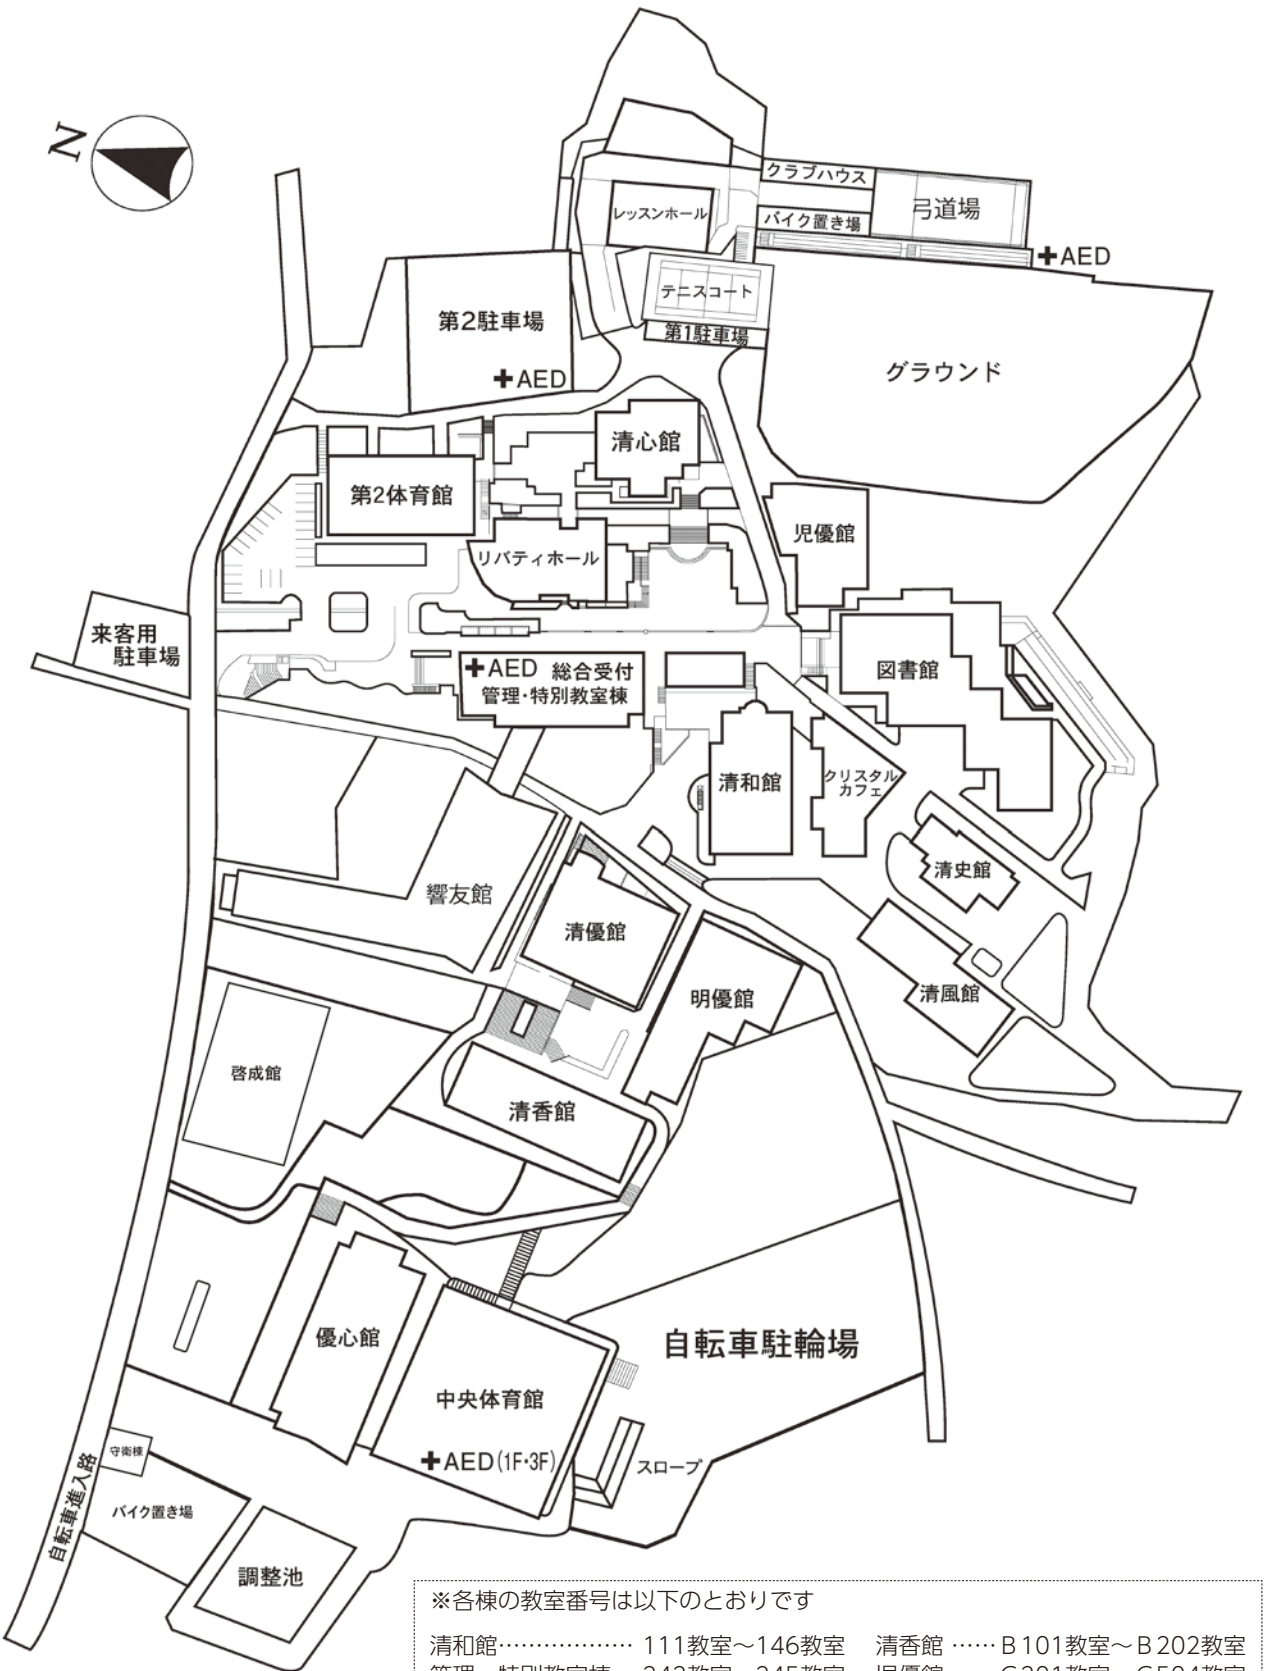 N
クラブハウス
レッスンホール
弓道場
バイク置き場
✚AED
テニスコート
第2駐車場
第1駐車場
✚AED
グラウンド
清心館
第2体育館
児優館
リバティホール
来客用
駐車場
✚AED 総合受付
管理・特別教室棟
図書館
清和館
クリスタル
カフェ
清史館
響友館
清優館
明優館
清風館
啓成館
清香館
優心館
自転車駐輪場
中央体育館
✚AED(1F・3F)
スロープ
守衛棟
自転車進入路
バイク置き場
調整池
※各棟の教室番号は以下のとおりです
清和館……………… 111教室～146教室 清香館 ……B101教室～B202教室